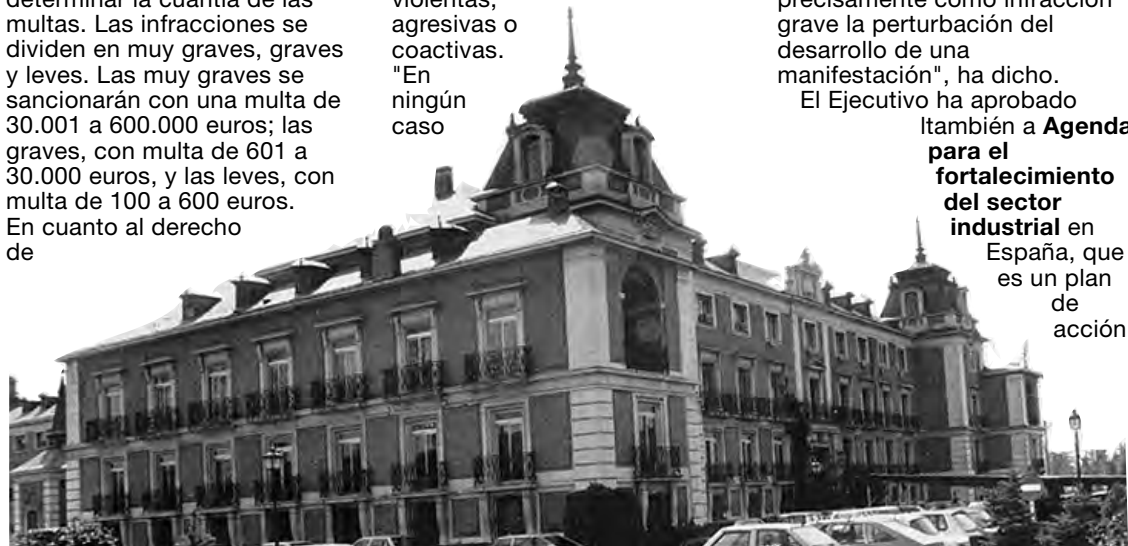 determinar la cuantía de las
multas. Las infracciones se
dividen en muy graves, graves
y leves. Las muy graves se
sancionarán con una multa de
30.001 a 600.000 euros; las
graves, con multa de 601 a
30.000 euros, y las leves, con
multa de 100 a 600 euros.
En cuanto al derecho
de
violentas,
agresivas o
coactivas.
"En
ningún
caso
precisamente como infracción
grave la perturbación del
desarrollo de una
manifestación", ha dicho.
El Ejecutivo ha aprobado
ltambién a Agenda
para el
fortalecimiento
del sector
industrial en
España, que
es un plan
de
acción